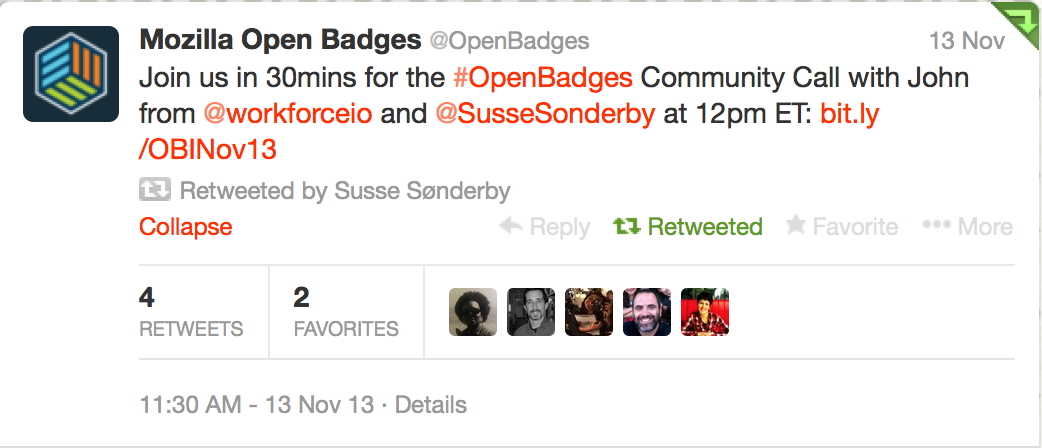 Mozilla Open Badges @OpenBadges 13 Nov
Join us in 30mins for the #OpenBadges Community Call with John
from @workforceio and @SusseSonderby at 12pm ET: bit.ly
/OBINov13
Retweeted by Susse Sønderby
Collapse Reply Retweeted Favorite More
4 2
RETWEETS FAVORITES
11:30 AM - 13 Nov 13 · Details